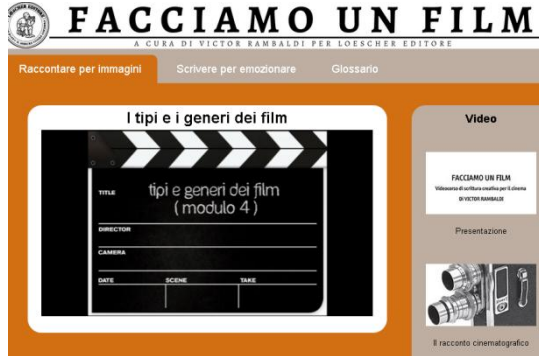 FACCIAMO UN FILM
A CURA DI VICTOR RAMBALDI PER LOESCHER EDITORE
Raccontare per immagini
Scrivere per emozionare
Glossario
I tipi e i generi dei film
TITLE
tipi e generi dei film
(modulo 4)
DIRECTOR
CAMERA
DATE SCENE TAKE
Video
FACCIAMO UN FILM
Videocorso di scrittura creativa per il cinema
DI VICTOR RAMBALDI
Presentazione
Il racconto cinematografico